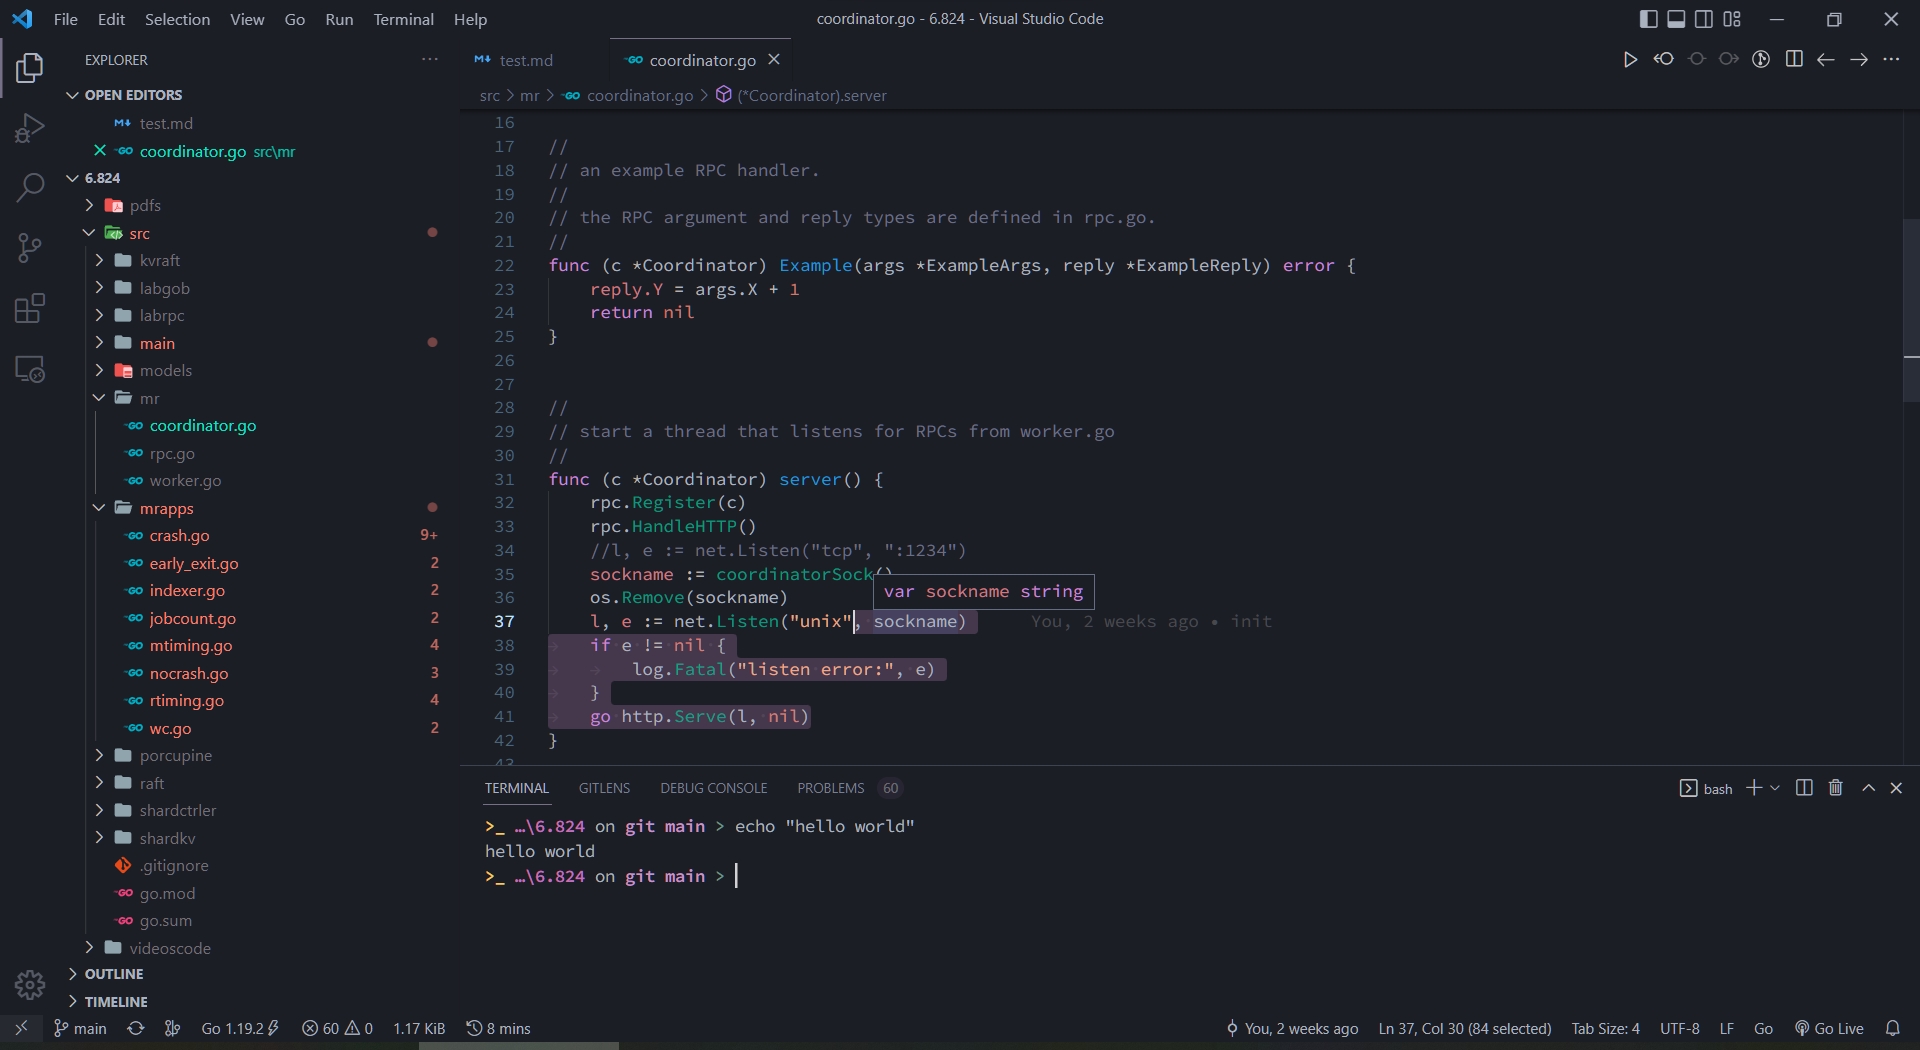 File Edit Selection View Go Run Terminal Help
coordinator.go - 6.824 - Visual Studio Code
EXPLORER
OPEN EDITORS
test.md
coordinator.go src\mr
6.824
pdfs
src
kvraft
labgob
labrpc
main
models
mr
coordinator.go
rpc.go
worker.go
mrapps
crash.go 9+
early_exit.go 2
indexer.go 2
jobcount.go 2
mtiming.go 4
nocrash.go 3
rtiming.go 4
wc.go 2
porcupine
raft
shardctrler
shardkv
.gitignore
go.mod
go.sum
videoscode
OUTLINE
TIMELINE
test.md
coordinator.go
src > mr > coordinator.go > (*Coordinator).server
16
17 //
18 // an example RPC handler.
19 //
20 // the RPC argument and reply types are defined in rpc.go.
21 //
22 func (c *Coordinator) Example(args *ExampleArgs, reply *ExampleReply) error {
23 reply.Y = args.X + 1
24 return nil
25 }
26
27
28 //
29 // start a thread that listens for RPCs from worker.go
30 //
31 func (c *Coordinator) server() {
32 rpc.Register(c)
33 rpc.HandleHTTP()
34 //l, e := net.Listen("tcp", ":1234")
35 sockname := coordinatorSock()
var sockname string
36 os.Remove(sockname)
37 l, e := net.Listen("unix", sockname) You, 2 weeks ago • init
38 if e != nil {
39 log.Fatal("listen error:", e)
40 }
41 go http.Serve(l, nil)
42 }
43
TERMINAL GITLENS DEBUG CONSOLE PROBLEMS 60
bash
>_ …\6.824 on git main > echo "hello world"
hello world
>_ …\6.824 on git main >
main Go 1.19.2 60 0 1.17 KiB 8 mins
You, 2 weeks ago Ln 37, Col 30 (84 selected) Tab Size: 4 UTF-8 LF Go Go Live